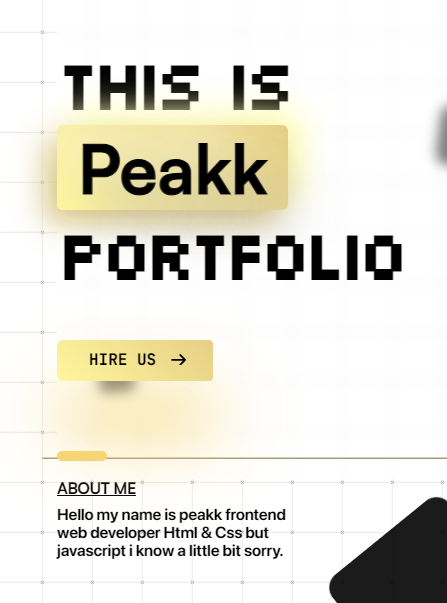 THIS IS
Peakk
PORTFOLIO
HIRE US →
ABOUT ME
Hello my name is peakk frontend
web developer Html & Css but
javascript i know a little bit sorry.